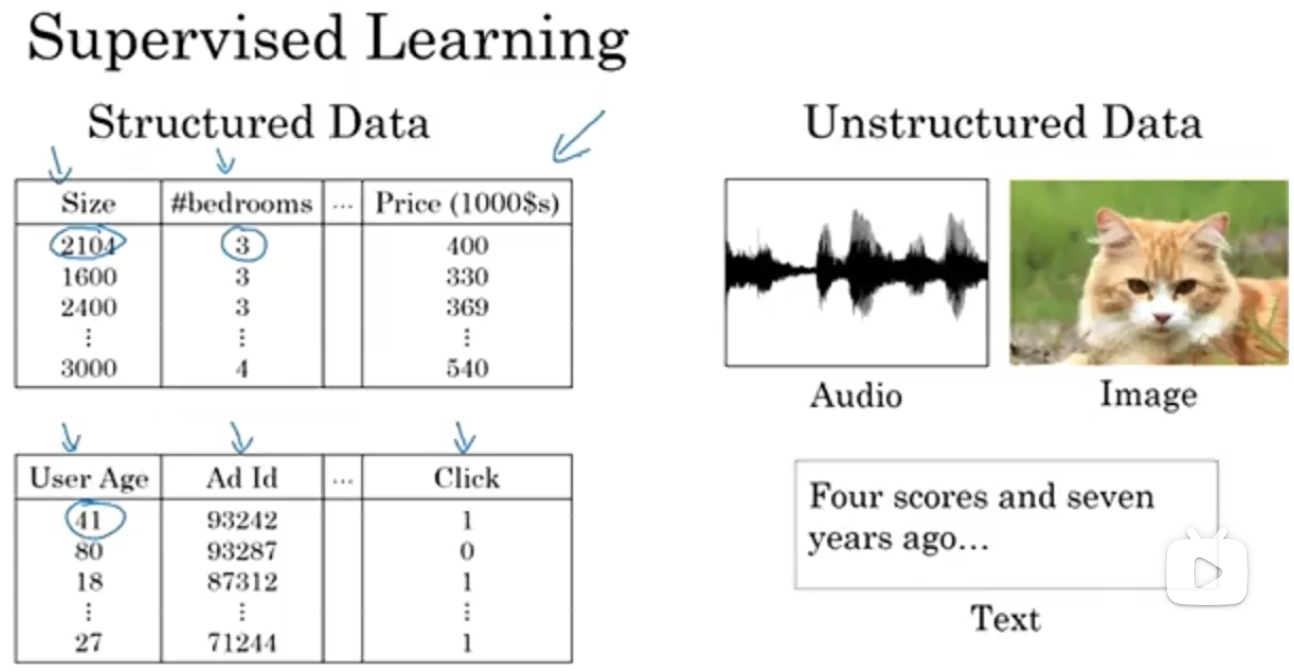 Supervised Learning
Structured Data
Size #bedrooms ... Price (1000$s)
2104 3 400
1600 3 330
2400 3 369
⋮ ⋮ ⋮
3000 4 540
User Age Ad Id ... Click
41 93242 1
80 93287 0
18 87312 1
⋮ ⋮ ⋮
27 71244 1
Unstructured Data
Audio
Image
Four scores and seven
years ago...
Text